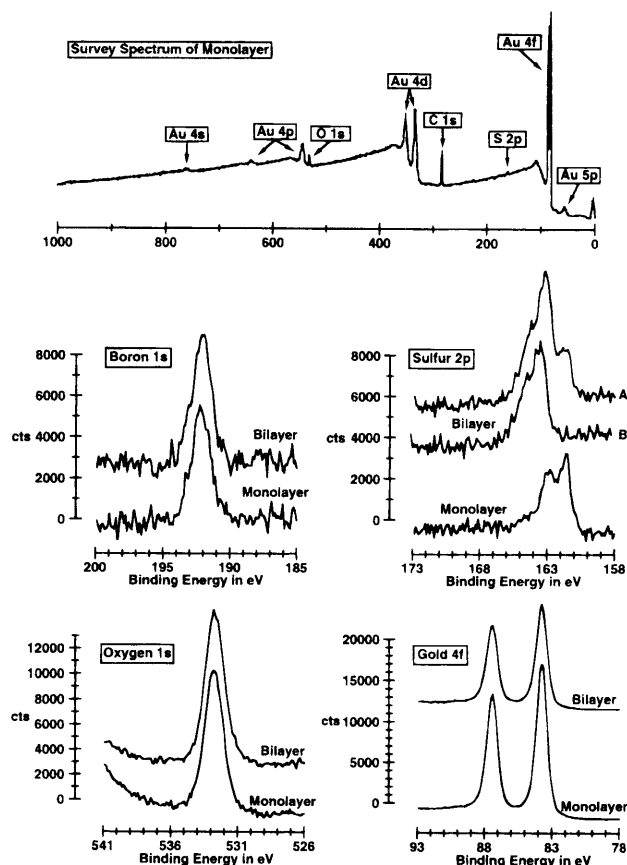 Survey Spectrum of Monolayer
Au 4f
Au 4d
C 1s
Au 4s
Au 4p
O 1s
S 2p
Au 5p
1000 800 600 400 200 0
Boron 1s
8000
6000
4000
2000
0
cts
Bilayer
Monolayer
200 195 190 185
Binding Energy in eV
Sulfur 2p
8000
6000
4000
2000
0
cts
A
Bilayer
B
Monolayer
173 168 163 158
Binding Energy in eV
Oxygen 1s
12000
10000
8000
6000
4000
2000
0
cts
Bilayer
Monolayer
541 536 531 526
Binding Energy in eV
Gold 4f
20000
15000
10000
5000
0
cts
Bilayer
Monolayer
93 88 83 78
Binding Energy in eV